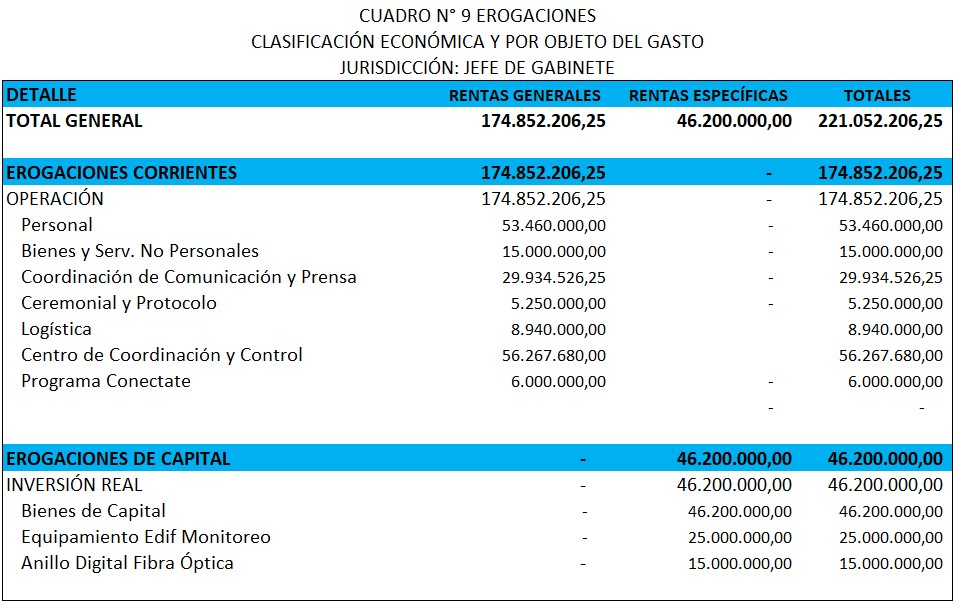 CUADRO N° 9 EROGACIONES
CLASIFICACIÓN ECONÓMICA Y POR OBJETO DEL GASTO
JURISDICCIÓN: JEFE DE GABINETE
DETALLE RENTAS GENERALES RENTAS ESPECÍFICAS TOTALES
TOTAL GENERAL 174.852.206,25 46.200.000,00 221.052.206,25
EROGACIONES CORRIENTES 174.852.206,25 - 174.852.206,25
OPERACIÓN 174.852.206,25 - 174.852.206,25
Personal 53.460.000,00 - 53.460.000,00
Bienes y Serv. No Personales 15.000.000,00 - 15.000.000,00
Coordinación de Comunicación y Prensa 29.934.526,25 - 29.934.526,25
Ceremonial y Protocolo 5.250.000,00 - 5.250.000,00
Logística 8.940.000,00 8.940.000,00
Centro de Coordinación y Control 56.267.680,00 56.267.680,00
Programa Conectate 6.000.000,00 - 6.000.000,00
- -
EROGACIONES DE CAPITAL - 46.200.000,00 46.200.000,00
INVERSIÓN REAL - 46.200.000,00 46.200.000,00
Bienes de Capital - 46.200.000,00 46.200.000,00
Equipamiento Edif Monitoreo - 25.000.000,00 25.000.000,00
Anillo Digital Fibra Óptica - 15.000.000,00 15.000.000,00